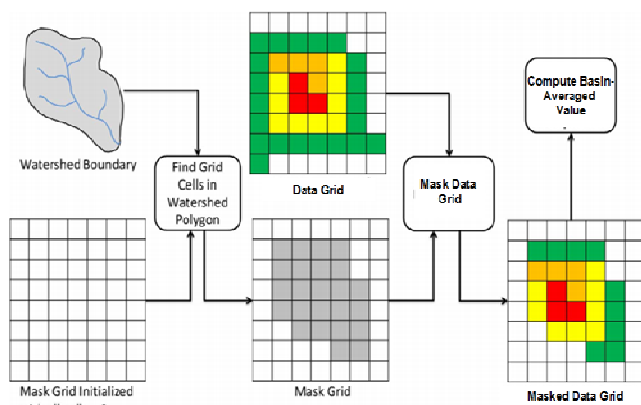 Watershed Boundary
Find Grid
Cells in
Watershed
Polygon
Data Grid
Mask Data
Grid
Compute Basin-
Averaged
Value
Mask Grid Initialized
Mask Grid
Masked Data Grid